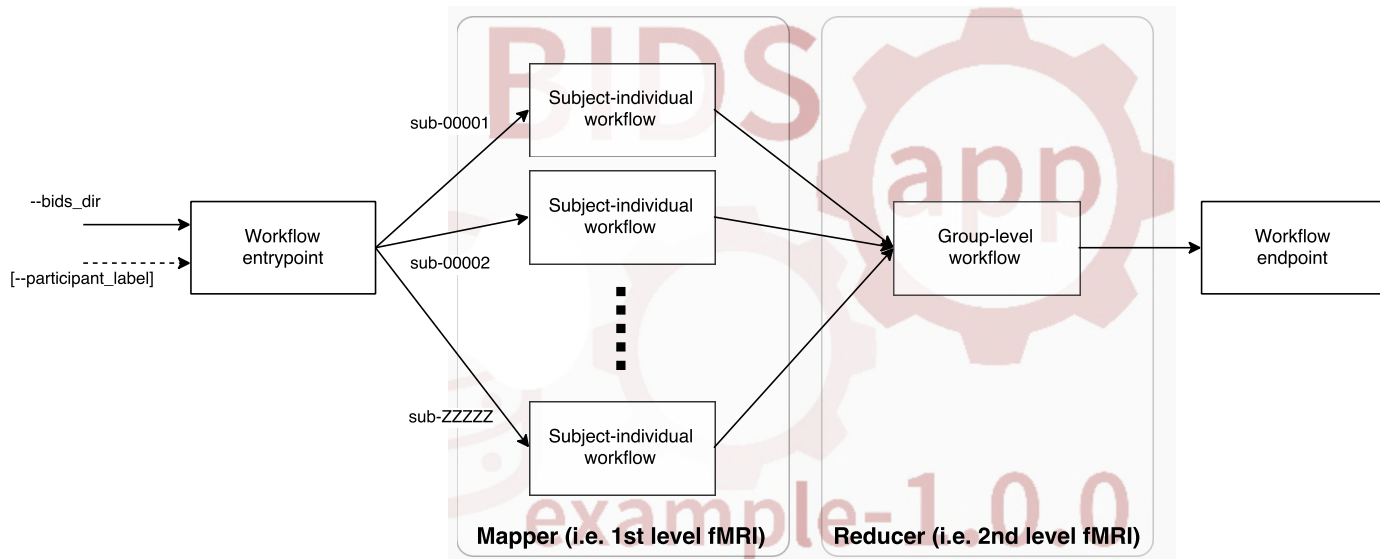 BIDS
app
example-1.0.0
--bids_dir
[--participant_label]
Workflow
entrypoint
sub-00001
sub-00002
sub-ZZZZZ
Subject-individual
workflow
Subject-individual
workflow
Subject-individual
workflow
Group-level
workflow
Workflow
endpoint
Mapper (i.e. 1st level fMRI)
Reducer (i.e. 2nd level fMRI)